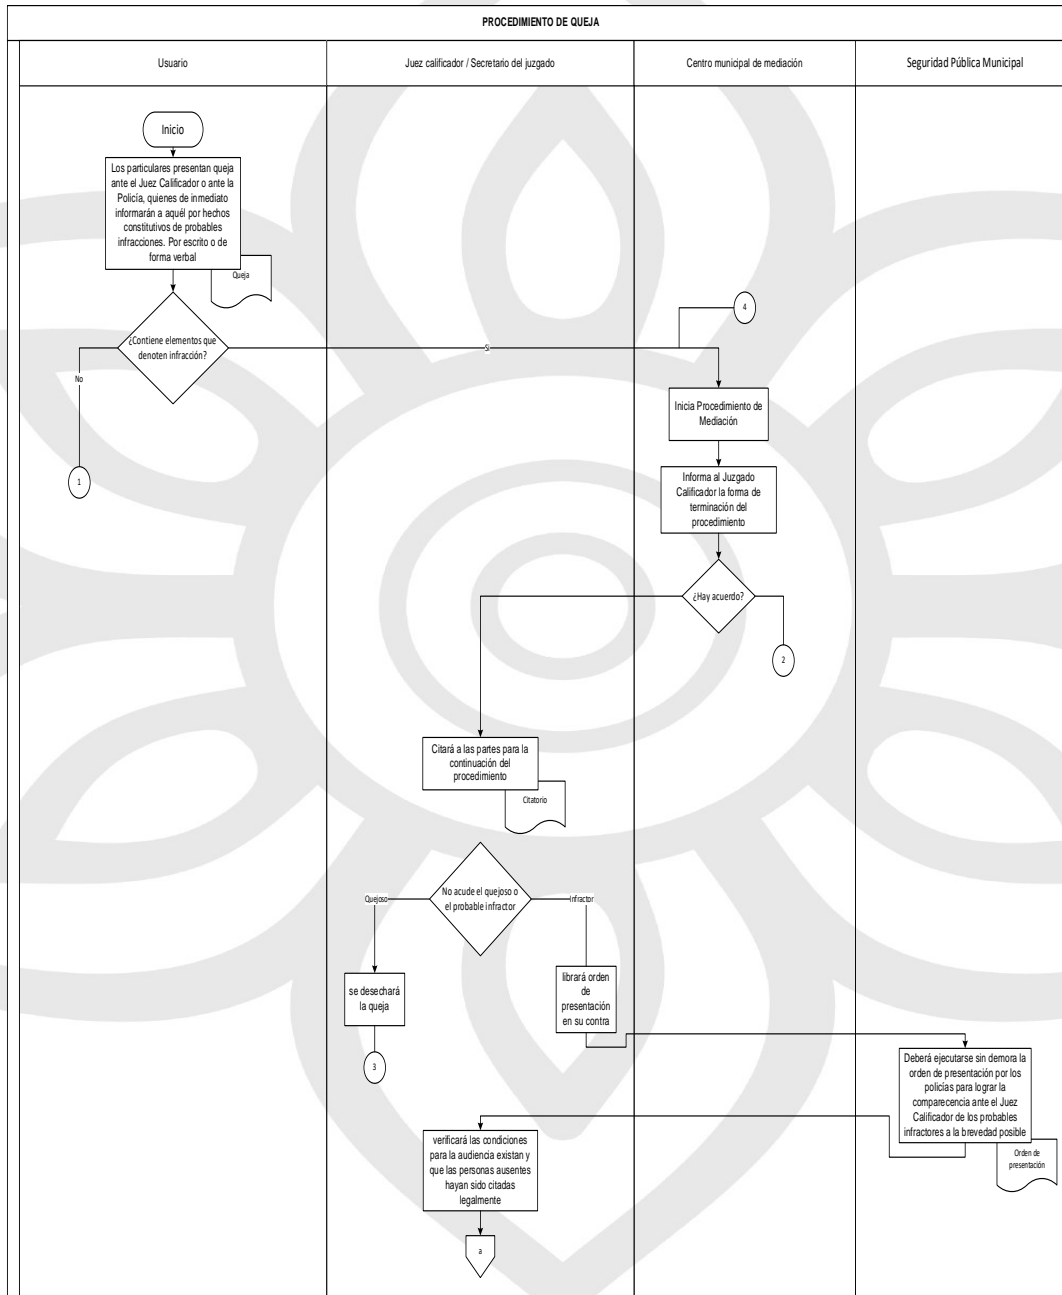 PROCEDIMIENTO DE QUEJA
Usuario
Juez calificador / Secretario del juzgado
Centro municipal de mediación
Seguridad Pública Municipal
Inicio
Los particulares presentan queja
ante el Juez Calificador o ante la
Policía, quienes de inmediato
informarán a aquél por hechos
constitutivos de probables
infracciones. Por escrito o de
forma verbal
Queja
¿Contiene elementos que
denoten infracción?
No
Si
1
4
Inicia Procedimiento de
Mediación
Informa al Juzgado
Calificador la forma de
terminación del
procedimiento
¿Hay acuerdo?
2
Citará a las partes para la
continuación del
procedimiento
Citatorio
No acude el quejoso o
el probable infractor
Quejoso
Infractor
se desechará
la queja
3
librará orden
de
presentación
en su contra
Deberá ejecutarse sin demora la
orden de presentación por los
policías para lograr la
comparecencia ante el Juez
Calificador de los probables
infractores a la brevedad posible
Orden de
presentación
verificará las condiciones
para la audiencia existan y
que las personas ausentes
hayan sido citadas
legalmente
a